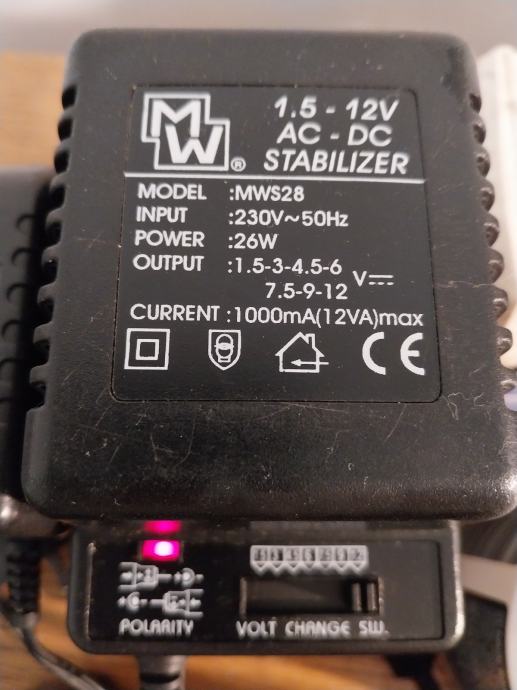 MW®
1.5 - 12V
AC - DC
STABILIZER
MODEL :MWS28
INPUT :230V~50Hz
POWER :26W
OUTPUT :1.5-3-4.5-6
7.5-9-12 V
CURRENT :1000mA(12VA)max
CE
POLARITY VOLT CHANGE SW.